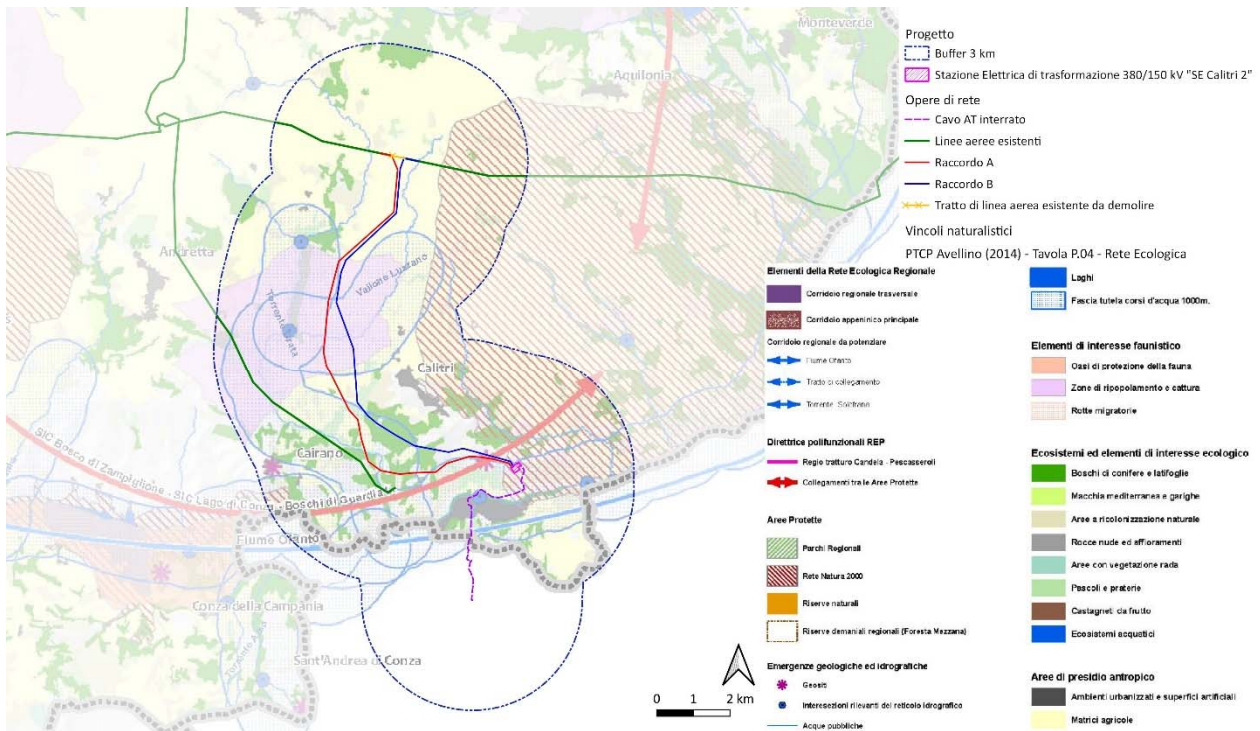 Monteverde
Aquilonia
Andretta
Vallone Luzzano
Calitri
Cairano
SIC Bosco di Zampiglione - SIC Lago di Conza - Boschi di Guardia
Fiume Ofanto
Conza della Campania
Sant'Andrea di Conza
0 1 2 km
Progetto
Buffer 3 km
Stazione Elettrica di trasformazione 380/150 kV "SE Calitri 2"
Opere di rete
Cavo AT interrato
Linee aeree esistenti
Raccordo A
Raccordo B
Tratto di linea aerea esistente da demolire
Vincoli naturalistici
PTCP Avellino (2014) - Tavola P.04 - Rete Ecologica
Elementi della Rete Ecologica Regionale
Corridoio regionale trasversale
Corridoio appeninico principale
Corridoio regionale da potenziare
Fiume Ofanto
Tratto di collegamento
Torrente Solofrano
Direttrice polifunzionali REP
Regio tratturo Candela - Pescasseroli
Collegamenti tra le Aree Protette
Aree Protette
Parchi Regionali
Rete Natura 2000
Riserve naturali
Riserve demaniali regionali (Foresta Mezzana)
Emergenze geologiche ed idrografiche
Geositi
Intersezioni rilevanti del reticolo idrografico
Acque pubbliche
Laghi
Fascia tutela corsi d'acqua 1000m.
Elementi di interesse faunistico
Oasi di protezione della fauna
Zone di ripopolamento e cattura
Rotte migratorie
Ecosistemi ed elementi di interesse ecologico
Boschi di conifere e latifoglie
Macchia mediterranea e garighe
Aree a ricolonizzazione naturale
Rocce nude ed affioramenti
Aree con vegetazione rada
Pascoli e praterie
Castagneti da frutto
Ecosistemi acquatici
Aree di presidio antropico
Ambienti urbanizzati e superfici artificiali
Matrici agricole